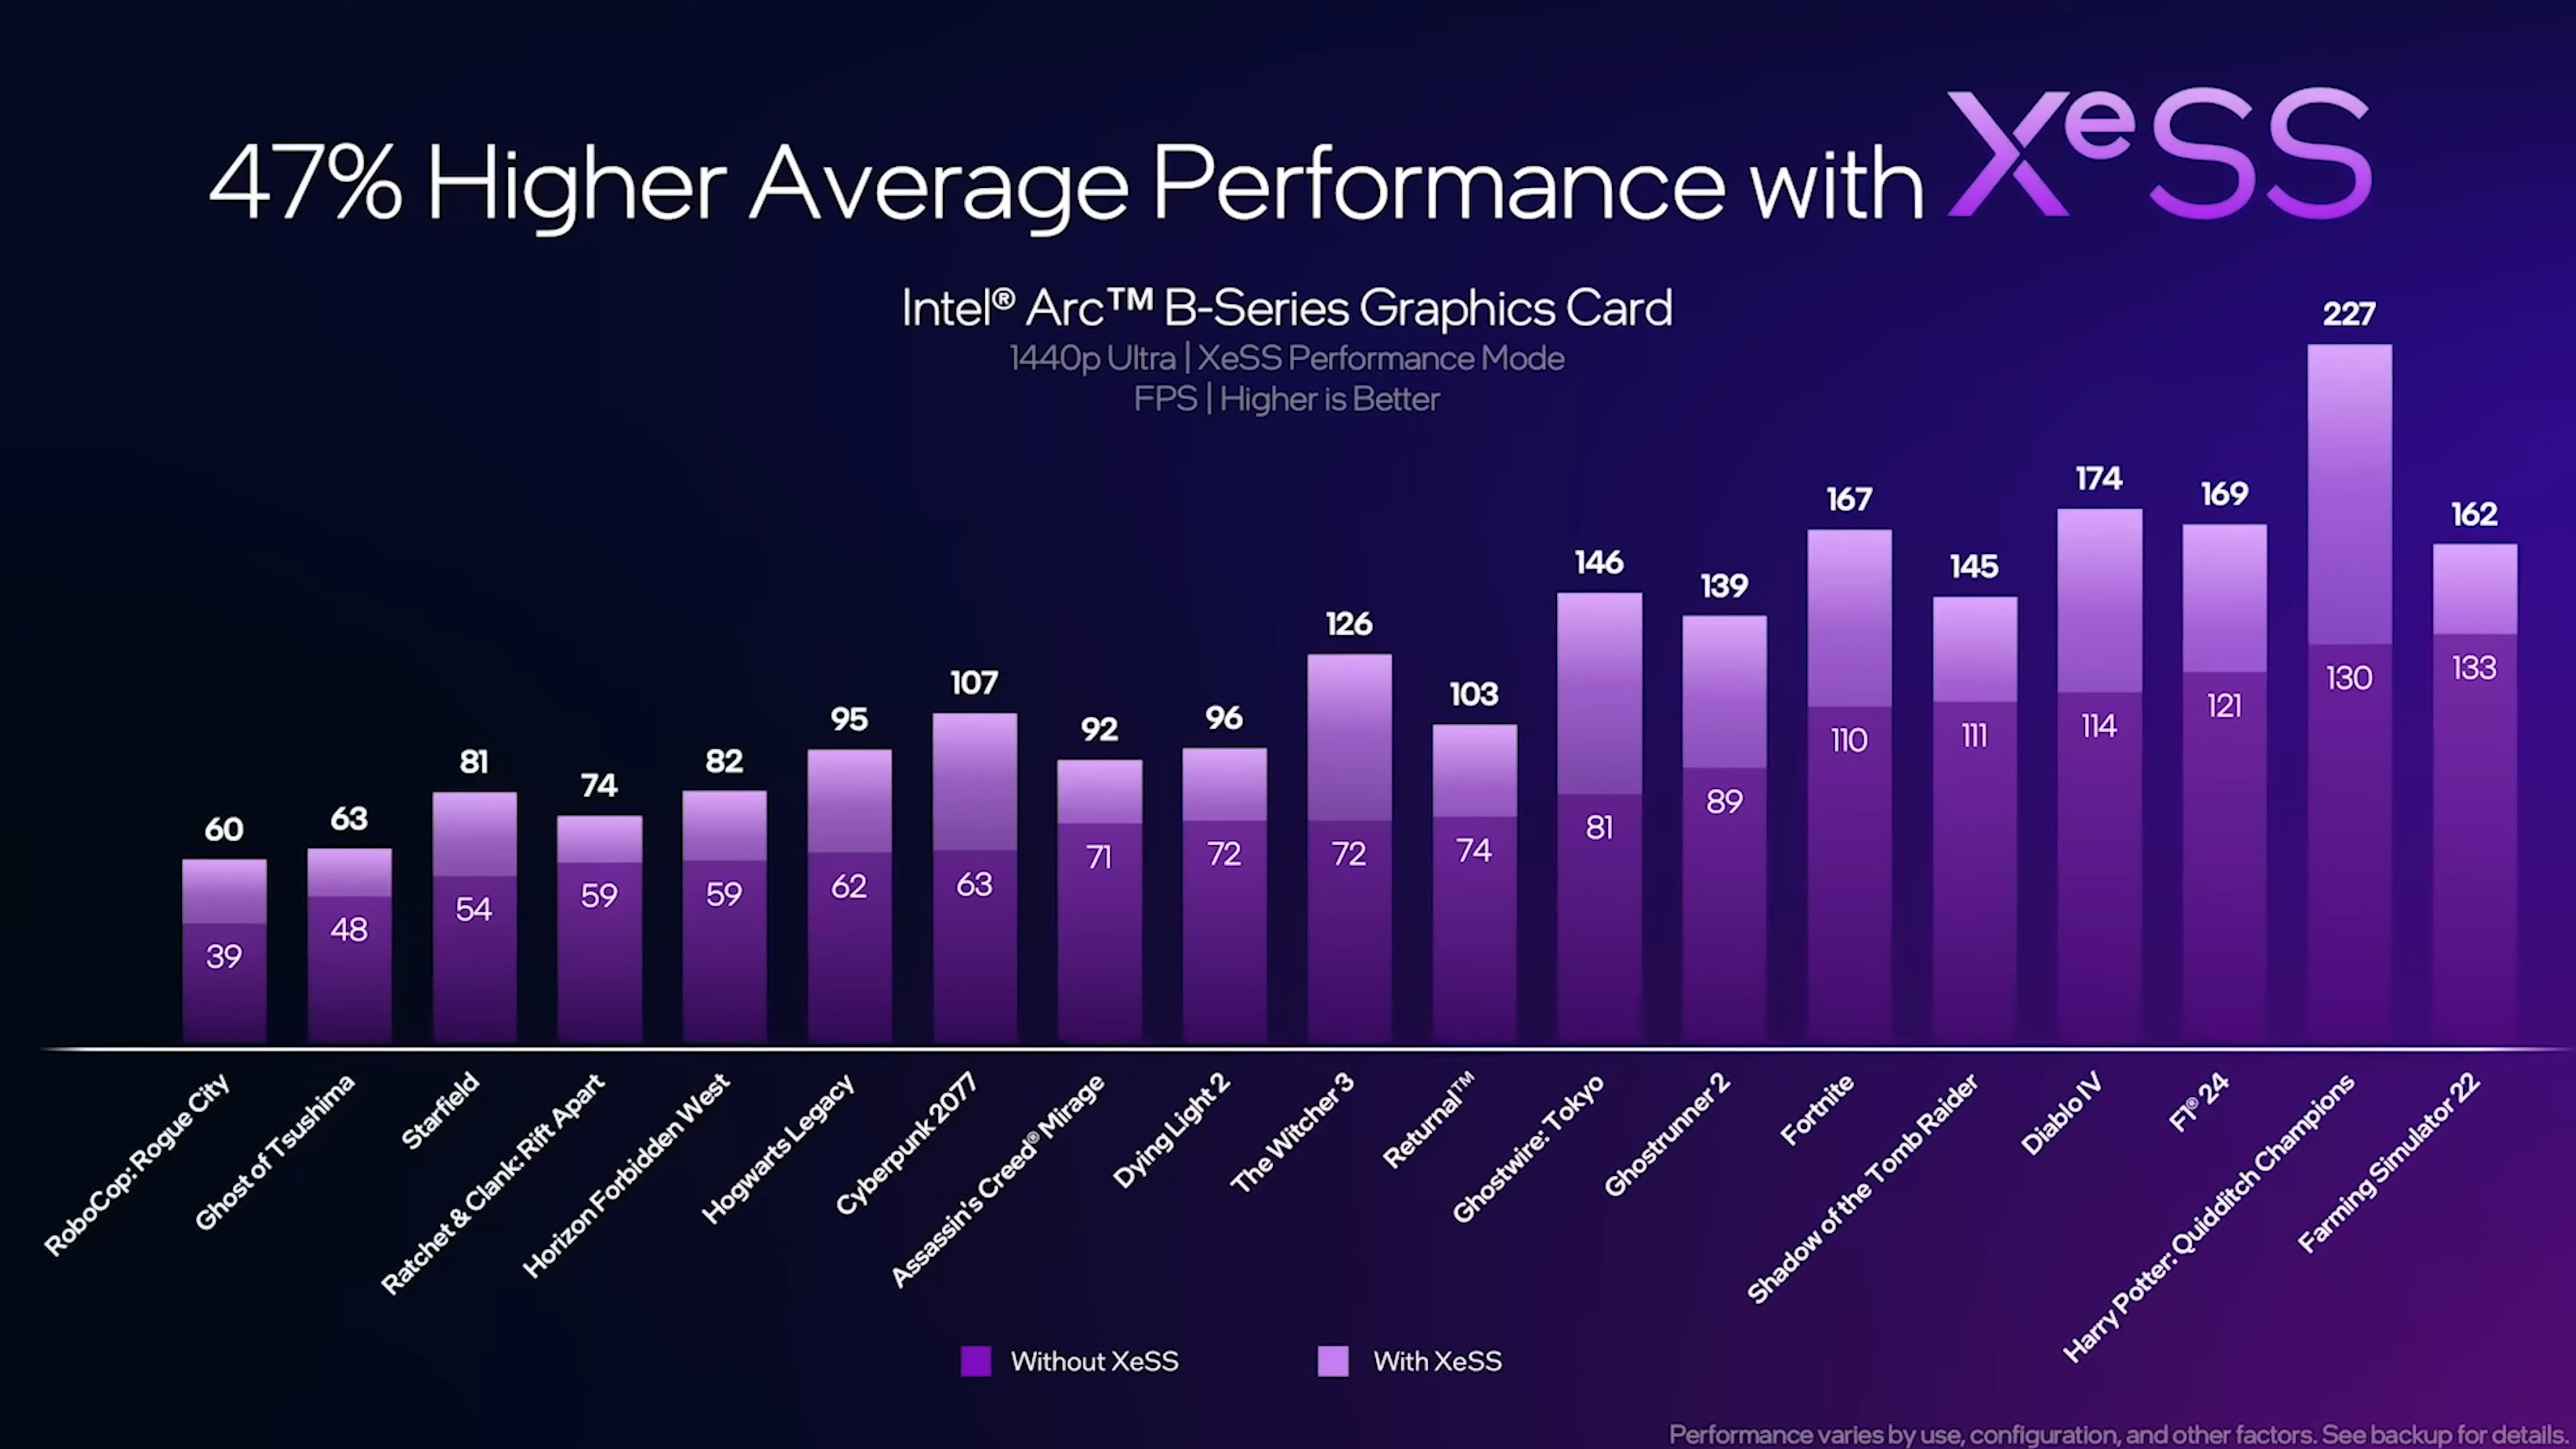 47% Higher Average Performance with XeSS
Intel® Arc™ B-Series Graphics Card
1440p Ultra | XeSS Performance Mode
FPS | Higher is Better
60
63
81
74
82
95
107
92
96
126
103
146
139
167
145
174
169
227
162
39
48
54
59
59
62
63
71
72
72
74
81
89
110
111
114
121
130
133
RoboCop: Rogue City
Ghost of Tsushima
Starfield
Ratchet & Clank: Rift Apart
Horizon Forbidden West
Hogwarts Legacy
Cyberpunk 2077
Assassin's Creed® Mirage
Dying Light 2
The Witcher 3
Returnal™
Ghostwire: Tokyo
Ghostrunner 2
Fortnite
Shadow of the Tomb Raider
Diablo IV
F1® 24
Harry Potter: Quidditch Champions
Farming Simulator 22
Without XeSS
With XeSS
Performance varies by use, configuration, and other factors. See backup for details.